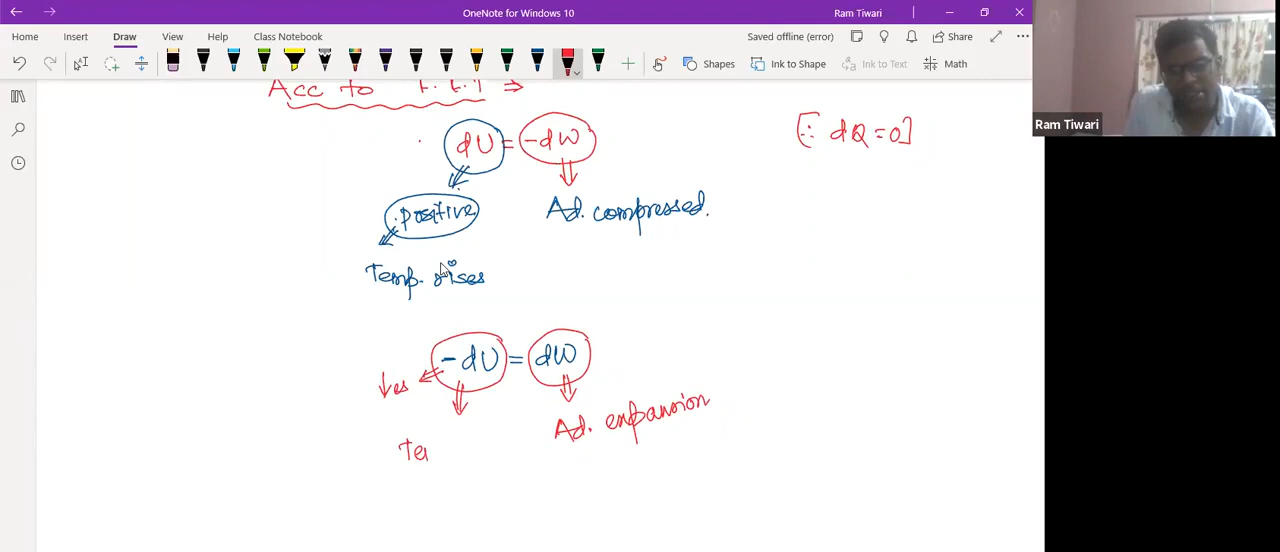 OneNote for Windows 10
Ram Tiwari
Home Insert Draw View Help Class Notebook
Saved offline (error) Share
Shapes Ink to Shape Ink to Text Math
Acc to F.L.T ⇒
dU = -dW [∵ dQ = 0]
positive Ad. compressed.
Temp. rises
-dU = dW
↓es
Ad. expansion
Te
Ram Tiwari